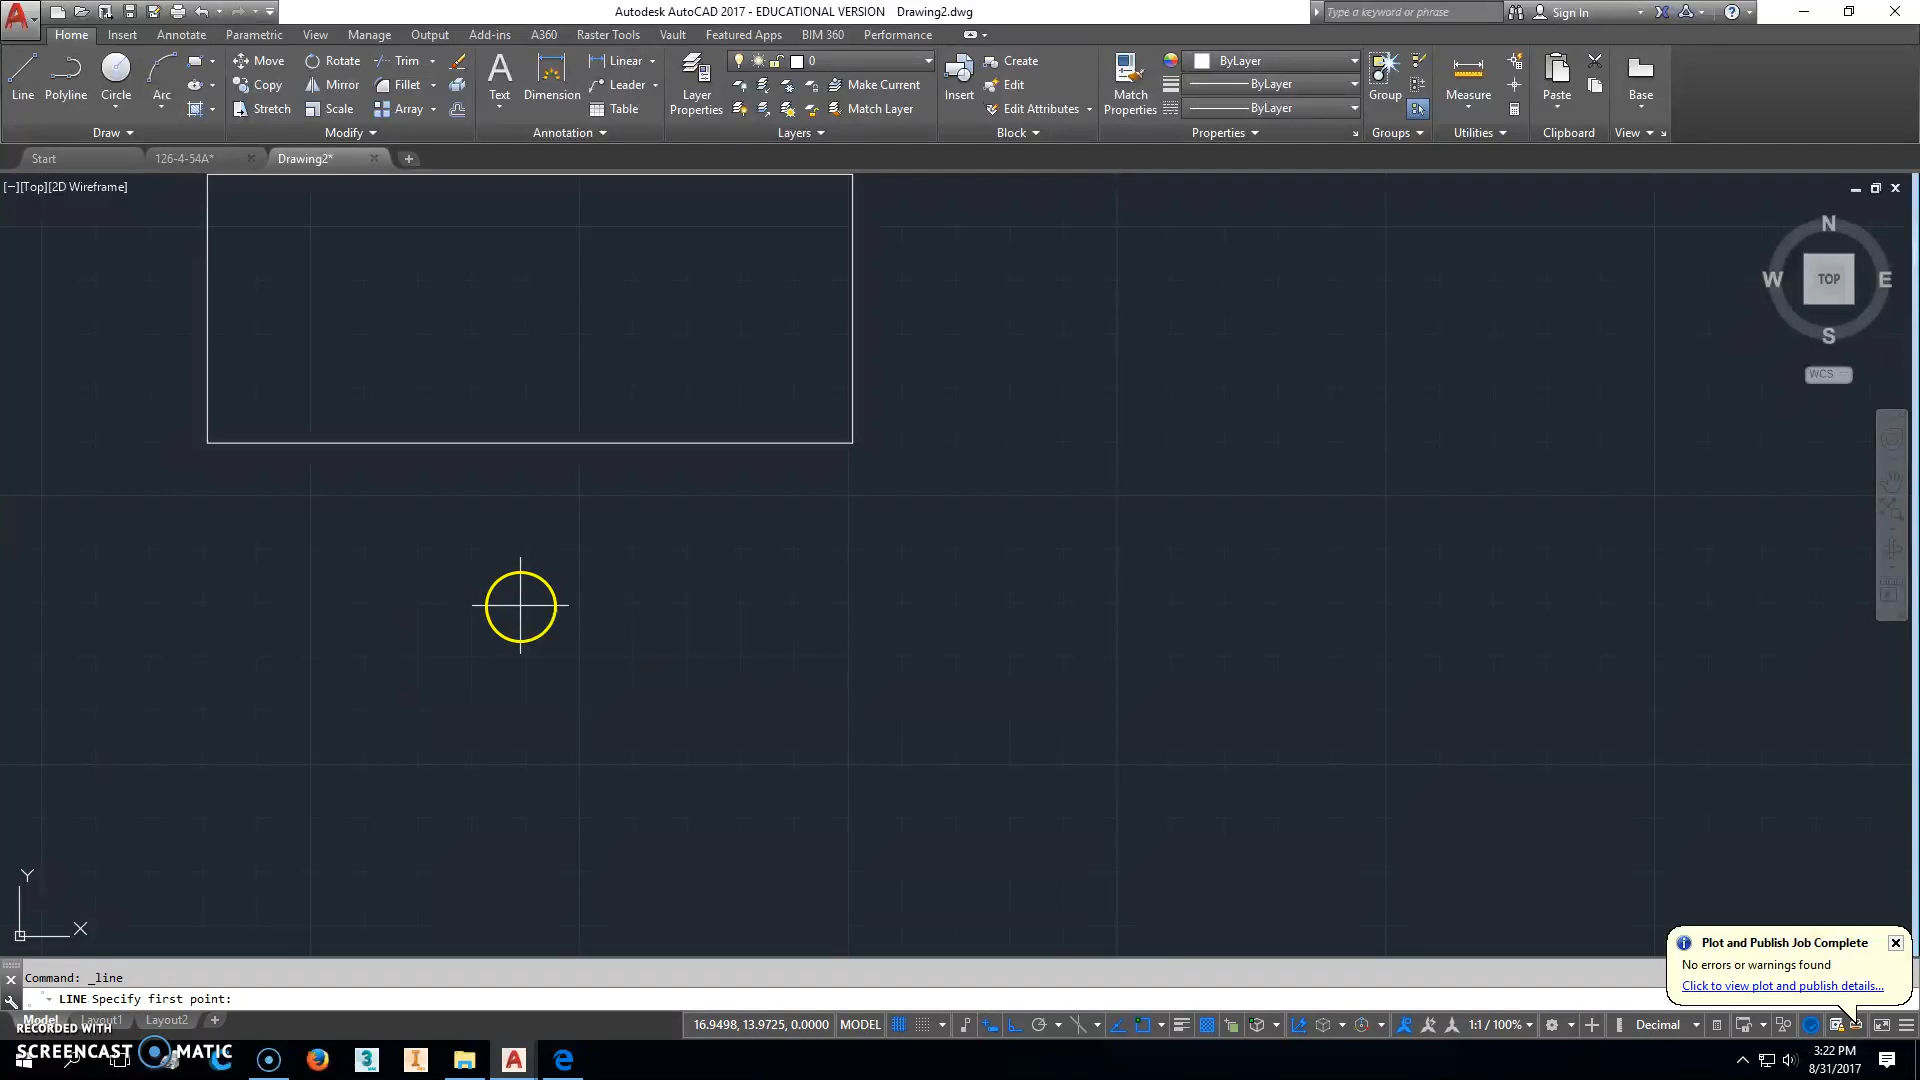 Autodesk AutoCAD 2017 - EDUCATIONAL VERSION Drawing2.dwg
Type a keyword or phrase
Sign In
Home Insert Annotate Parametric View Manage Output Add-ins A360 Raster Tools Vault Featured Apps BIM 360 Performance
Line Polyline Circle Arc
Draw
Move Rotate Trim
Copy Mirror Fillet
Stretch Scale Array
Modify
Text Dimension
Linear
Leader
Table
Annotation
Layer Properties
0
Make Current
Match Layer
Layers
Insert
Create
Edit
Edit Attributes
Block
Match Properties
ByLayer
ByLayer
ByLayer
Properties
Group
Groups
Measure
Utilities
Paste
Clipboard
Base
View
Start 126-4-54A* Drawing2*
[−][Top][2D Wireframe]
N
W TOP E
S
WCS
Y
X
Command: _line
LINE Specify first point:
Plot and Publish Job Complete
No errors or warnings found
Click to view plot and publish details...
Model Layout1 Layout2
16.9498, 13.9725, 0.0000 MODEL
1:1 / 100%
Decimal
RECORDED WITH
SCREENCAST MATIC
3:22 PM
8/31/2017